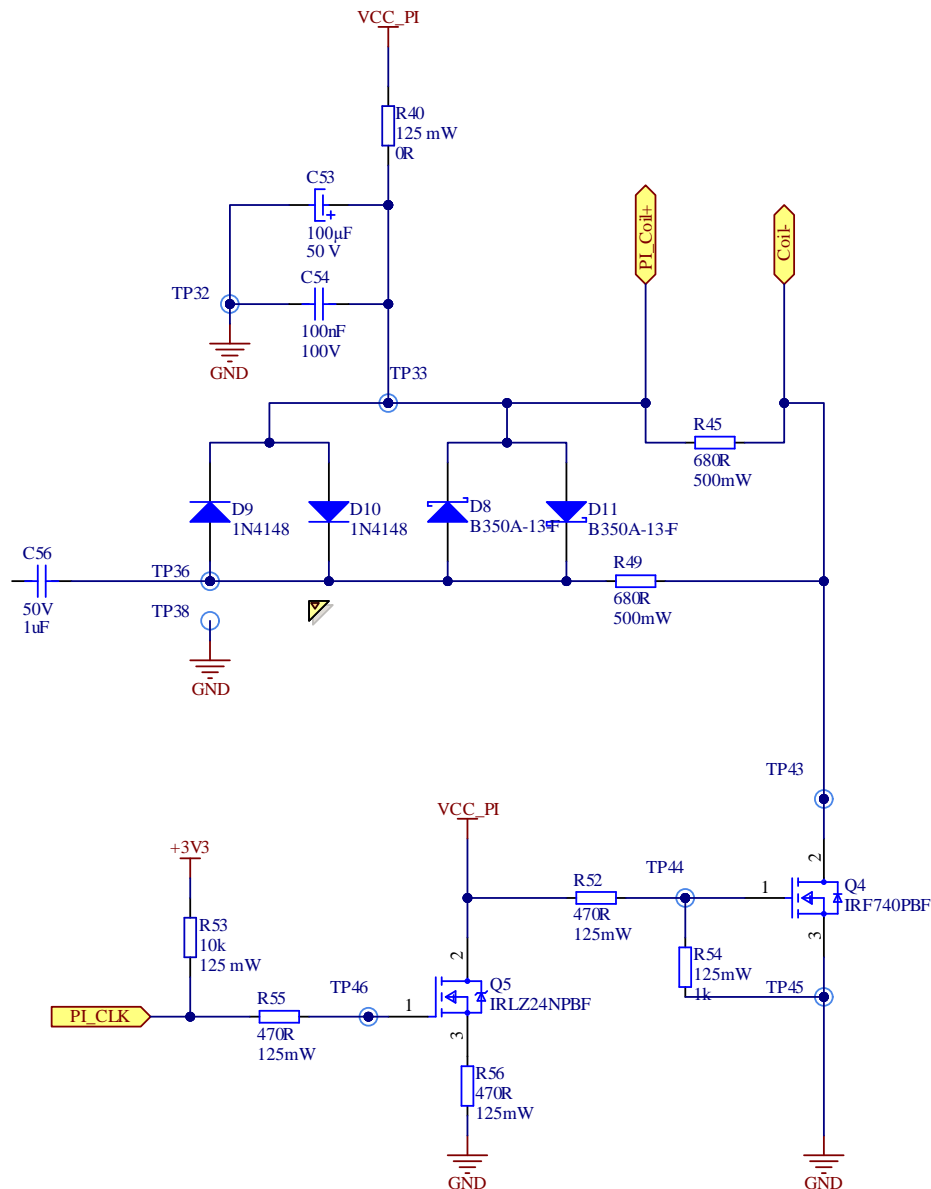 VCC_PI
R40
125 mW
0R
C53
100µF
50 V
C54
100nF
100V
TP32
GND
TP33
PI_Coil+
Coil-
R45
680R
500mW
D9
1N4148
D10
1N4148
D8
B350A-13-F
D11
B350A-13-F
C56
50V
1uF
TP36
R49
680R
500mW
TP38
GND
TP43
VCC_PI
+3V3
R53
10k
125 mW
R52
470R
125mW
TP44
1
2
3
Q4
IRF740PBF
R54
125mW
1k
TP45
PI_CLK
R55
470R
125mW
TP46
1
2
3
Q5
IRLZ24NPBF
R56
470R
125mW
GND
GND